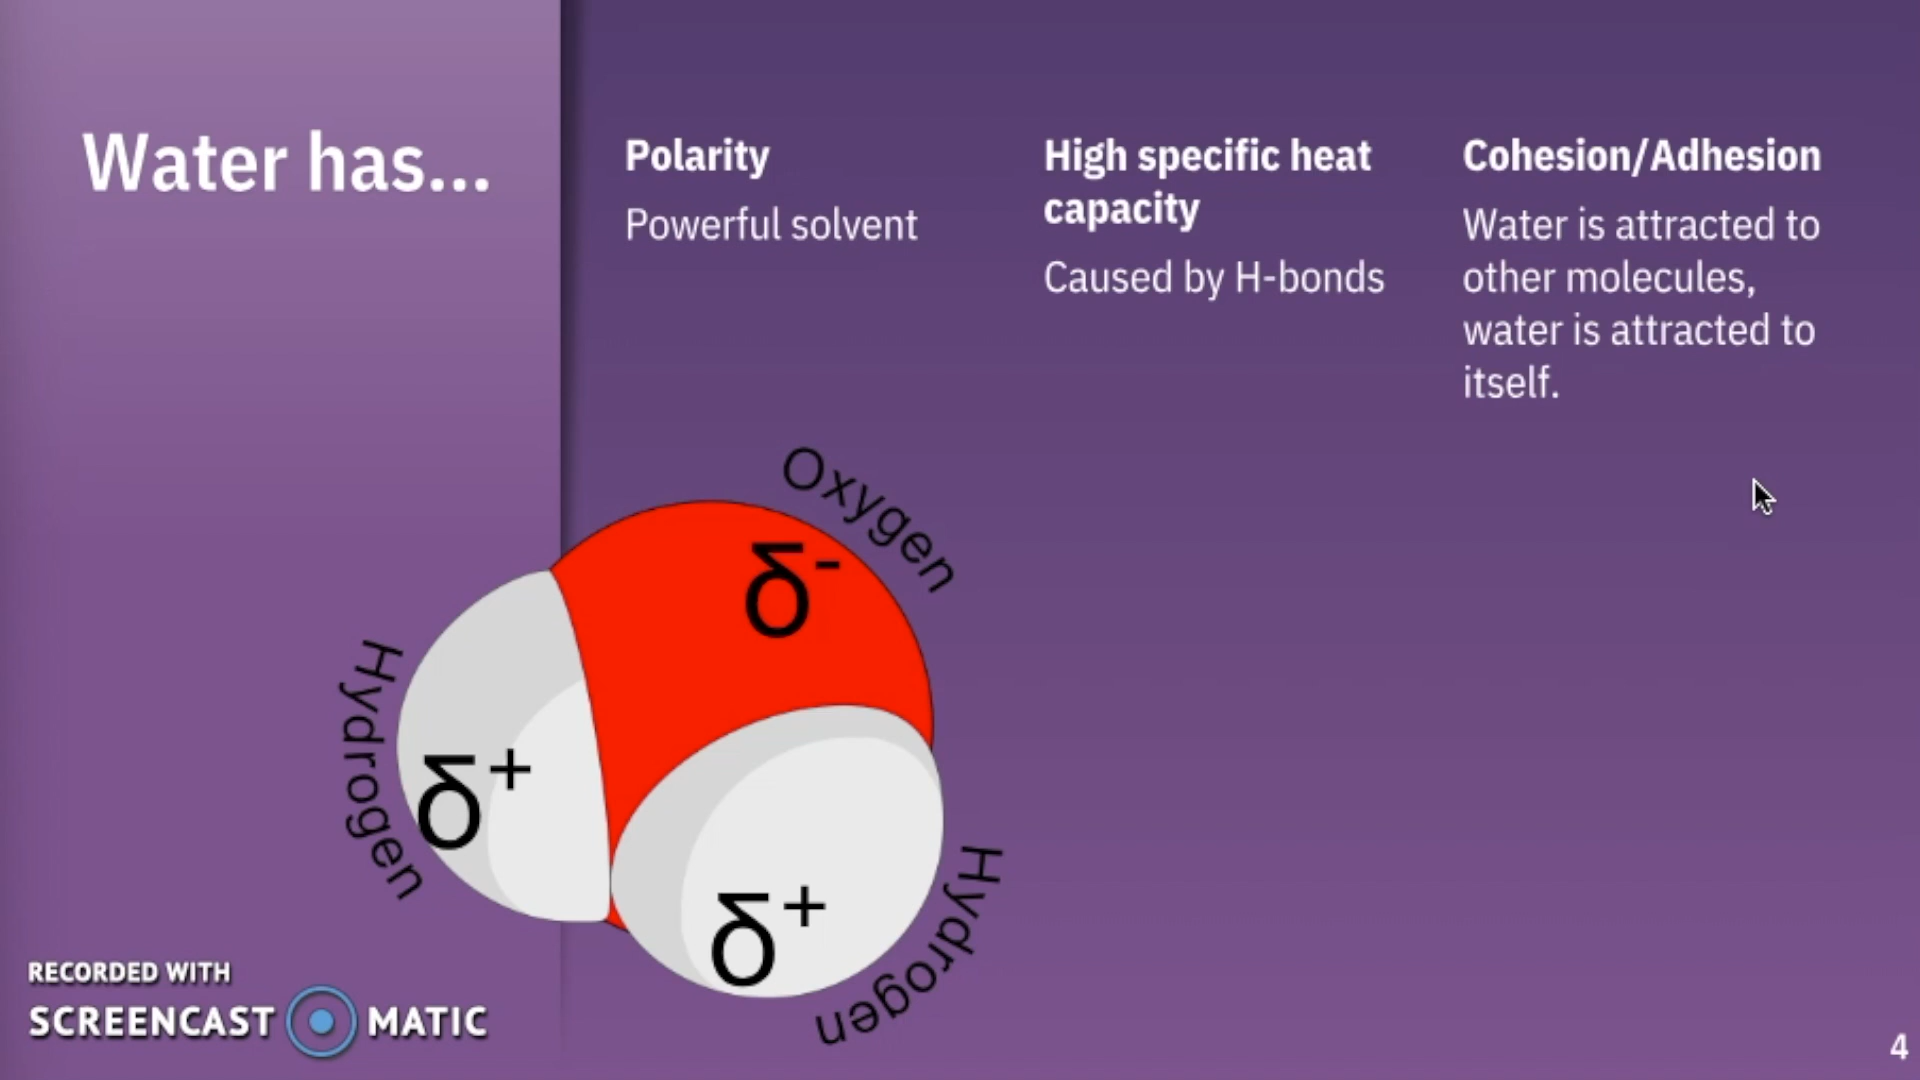 Water has...
Polarity
Powerful solvent
High specific heat
capacity
Caused by H-bonds
Cohesion/Adhesion
Water is attracted to
other molecules,
water is attracted to
itself.
Oxygen
δ-
Hydrogen
δ+
δ+
Hydrogen
RECORDED WITH
SCREENCAST MATIC
4